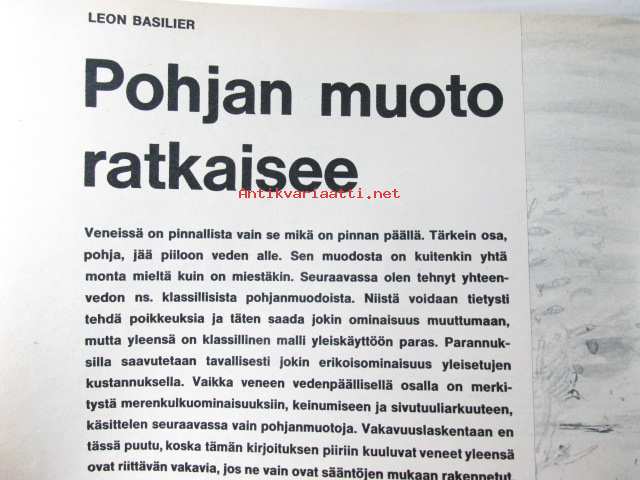 LEON BASILIER
Pohjan muoto
ratkaisee
Antikvariaatti.net
Veneissä on pinnallista vain se mikä on pinnan päällä. Tärkein osa,
pohja, jää piiloon veden alle. Sen muodosta on kuitenkin yhtä
monta mieltä kuin on miestäkin. Seuraavassa olen tehnyt yhteen-
vedon ns. klassillisista pohjanmuodoista. Niistä voidaan tietysti
tehdä poikkeuksia ja täten saada jokin ominaisuus muuttumaan,
mutta yleensä on klassillinen malli yleiskäyttöön paras. Parannuk-
silla saavutetaan tavallisesti jokin erikoisominaisuus yleisetujen
kustannuksella. Vaikka veneen vedenpäällisellä osalla on merki-
tystä merenkulkuominaisuuksiin, keinumiseen ja sivutuuliarkuuteen,
käsittelen seuraavassa vain pohjanmuotoja. Vakavuuslaskentaan en
tässä puutu, koska tämän kirjoituksen piiriin kuuluvat veneet yleensä
ovat riittävän vakavia, jos ne vain ovat sääntöjen mukaan rakennetut.